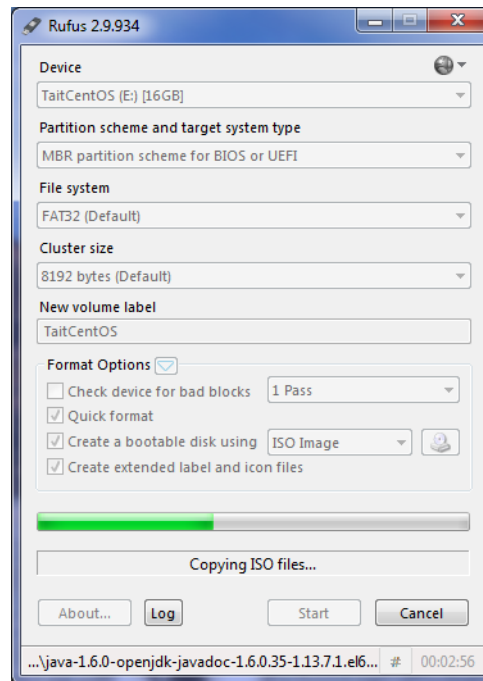 Rufus 2.9.934
Device
TaitCentOS (E:) [16GB]
Partition scheme and target system type
MBR partition scheme for BIOS or UEFI
File system
FAT32 (Default)
Cluster size
8192 bytes (Default)
New volume label
TaitCentOS
Format Options
Check device for bad blocks 1 Pass
Quick format
Create a bootable disk using ISO Image
Create extended label and icon files
Copying ISO files...
About... Log Start Cancel
...\java-1.6.0-openjdk-javadoc-1.6.0.35-1.13.7.1.el6... # 00:02:56